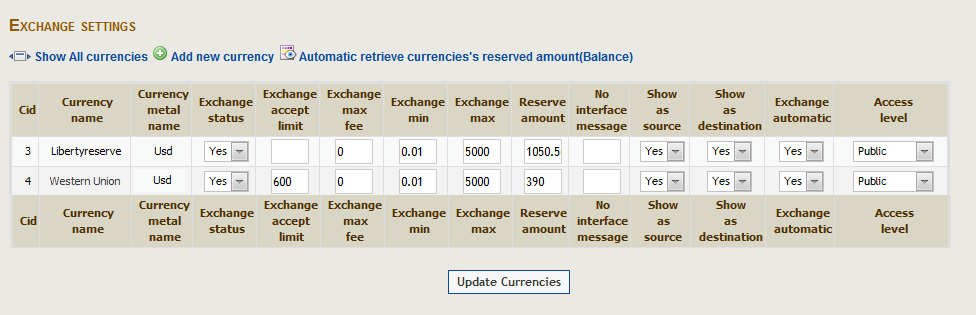 Exchange settings
Show All currencies Add new currency Automatic retrieve currencies's reserved amount(Balance)
Cid Currency name Currency metal name Exchange status Exchange accept limit Exchange max fee Exchange min Exchange max Reserve amount No interface message Show as source Show as destination Exchange automatic Access level
3 Libertyreserve Usd Yes 0 0.01 5000 1050.5 Yes Yes Yes Public
4 Western Union Usd Yes 600 0 0.01 5000 390 Yes Yes Yes Public
Cid Currency name Currency metal name Exchange status Exchange accept limit Exchange max fee Exchange min Exchange max Reserve amount No interface message Show as source Show as destination Exchange automatic Access level
Update Currencies